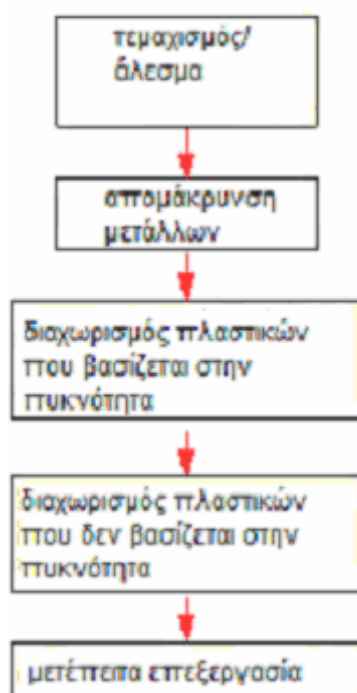 τεμαχισμός/
άλεσμα
απομάκρυνση
μετάλλων
διαχωρισμός πλαστικών
που βασίζεται στην
πυκνότητα
διαχωρισμός πλαστικών
που δεν βασίζεται στην
πυκνότητα
μετέπειτα επεξεργασία